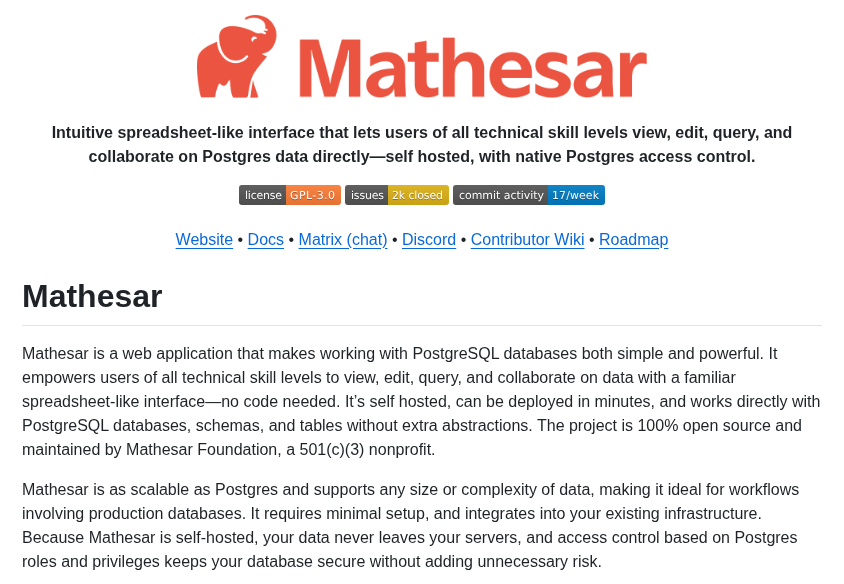 Mathesar
Intuitive spreadsheet-like interface that lets users of all technical skill levels view, edit, query, and
collaborate on Postgres data directly—self hosted, with native Postgres access control.
license GPL-3.0 issues 2k closed commit activity 17/week
Website • Docs • Matrix (chat) • Discord • Contributor Wiki • Roadmap
Mathesar
Mathesar is a web application that makes working with PostgreSQL databases both simple and powerful. It
empowers users of all technical skill levels to view, edit, query, and collaborate on data with a familiar
spreadsheet-like interface—no code needed. It’s self hosted, can be deployed in minutes, and works directly with
PostgreSQL databases, schemas, and tables without extra abstractions. The project is 100% open source and
maintained by Mathesar Foundation, a 501(c)(3) nonprofit.
Mathesar is as scalable as Postgres and supports any size or complexity of data, making it ideal for workflows
involving production databases. It requires minimal setup, and integrates into your existing infrastructure.
Because Mathesar is self-hosted, your data never leaves your servers, and access control based on Postgres
roles and privileges keeps your database secure without adding unnecessary risk.